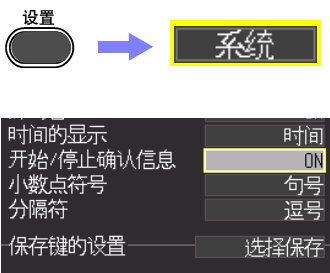 设置
系统
时间的显示 时间
开始/停止确认信息 ON
小数点符号 句号
分隔符 逗号
保存键的设置 选择保存